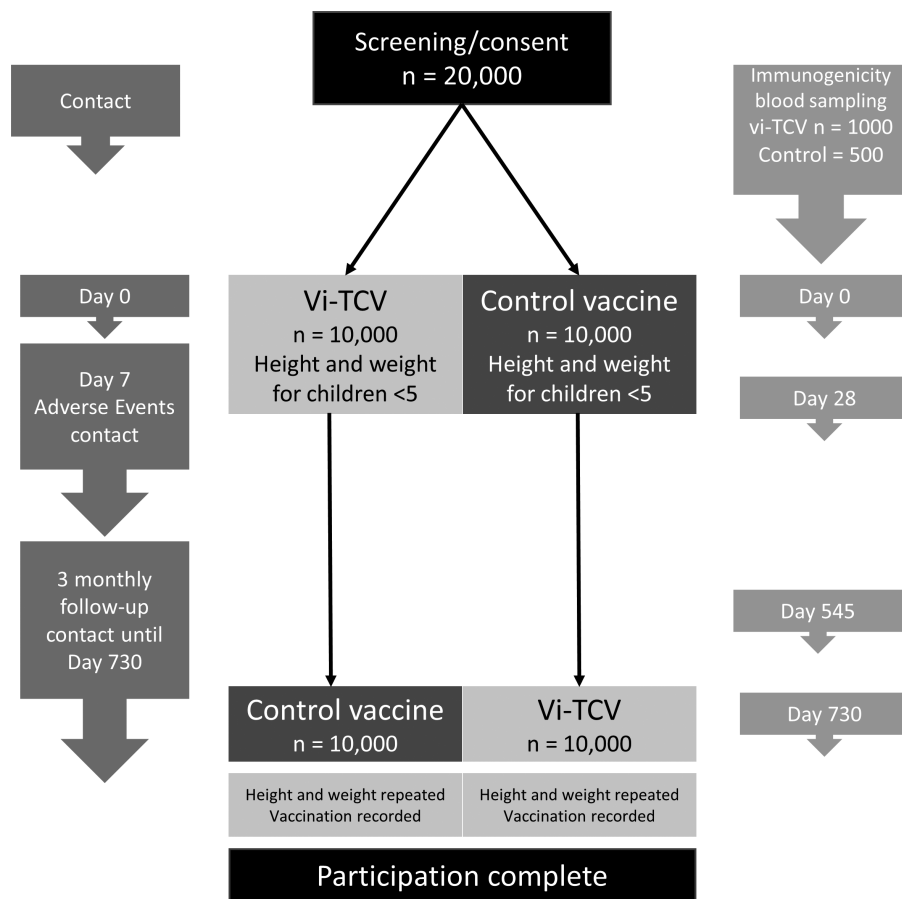 Screening/consent
n = 20,000
Contact
Immunogenicity
blood sampling
vi-TCV n = 1000
Control = 500
Day 0
Day 7
Adverse Events
contact
3 monthly
follow-up
contact until
Day 730
Vi-TCV
n = 10,000
Height and weight
for children <5
Control vaccine
n = 10,000
Height and weight
for children <5
Day 0
Day 28
Day 545
Day 730
Control vaccine
n = 10,000
Vi-TCV
n = 10,000
Height and weight repeated
Vaccination recorded
Height and weight repeated
Vaccination recorded
Participation complete